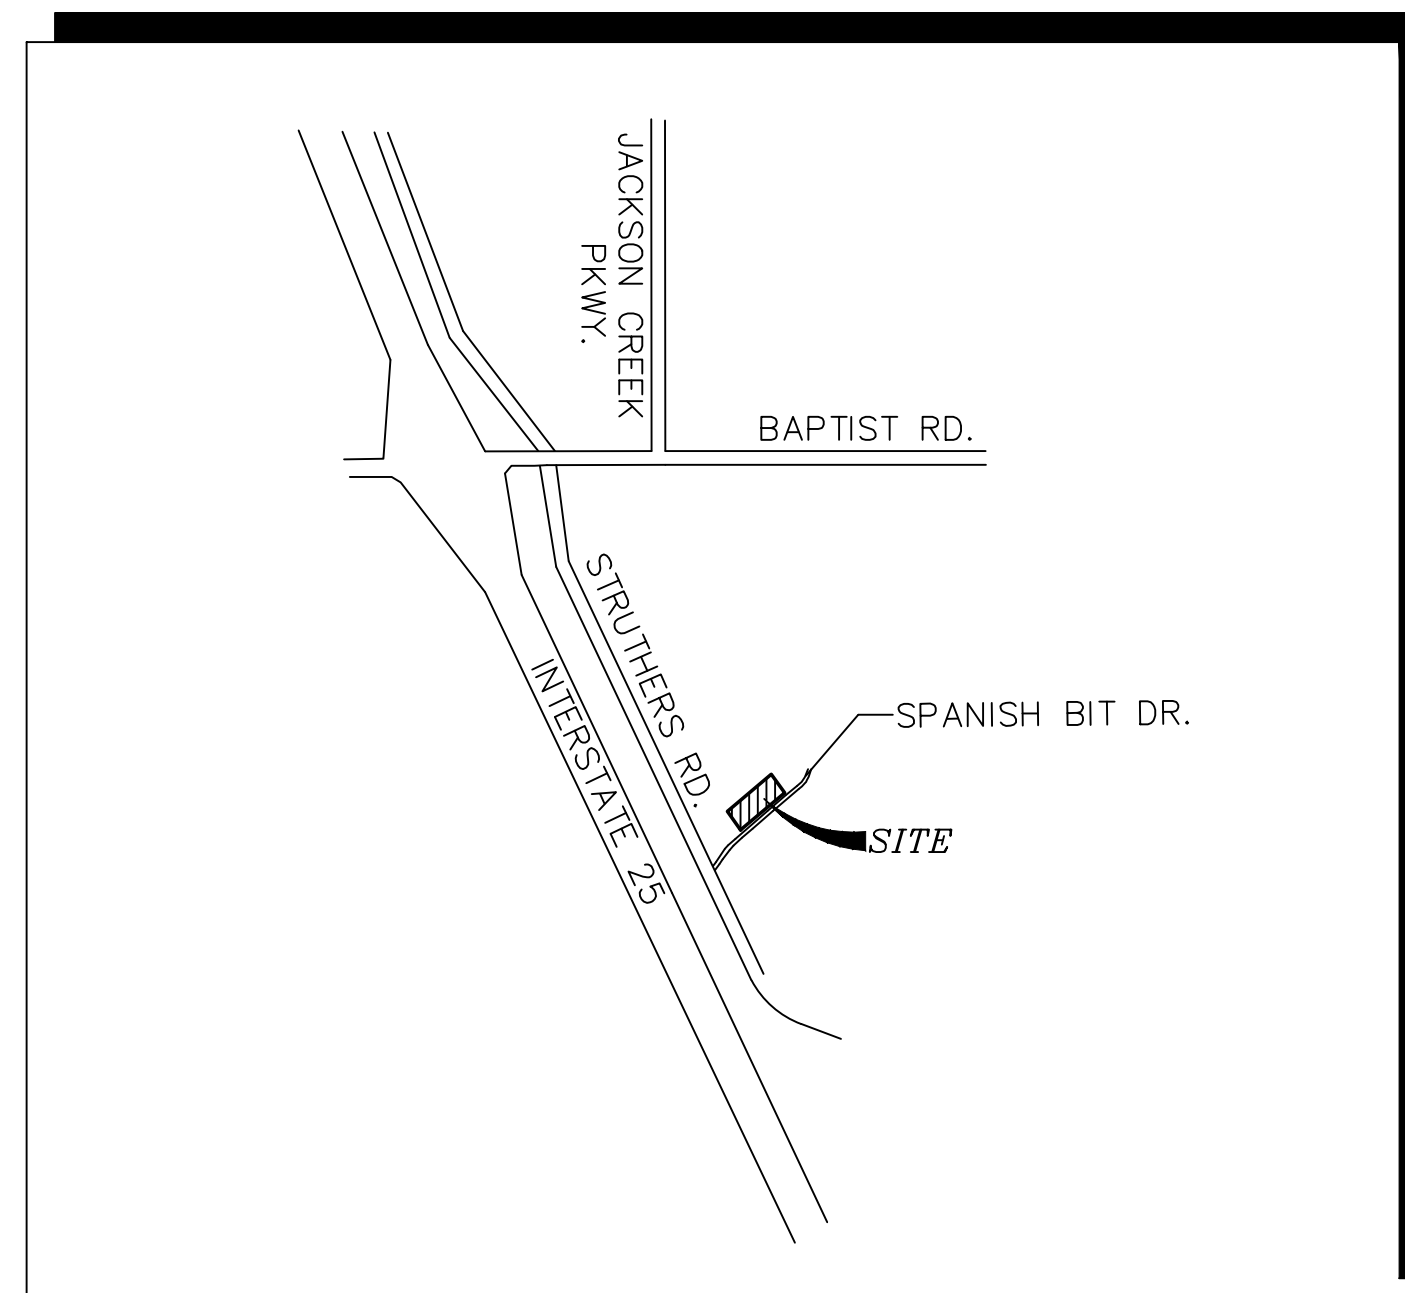 JACKSON CREEK
PKWY.
BAPTIST RD.
STRUTHERS RD.
INTERSTATE 25
SPANISH BIT DR.
SITE